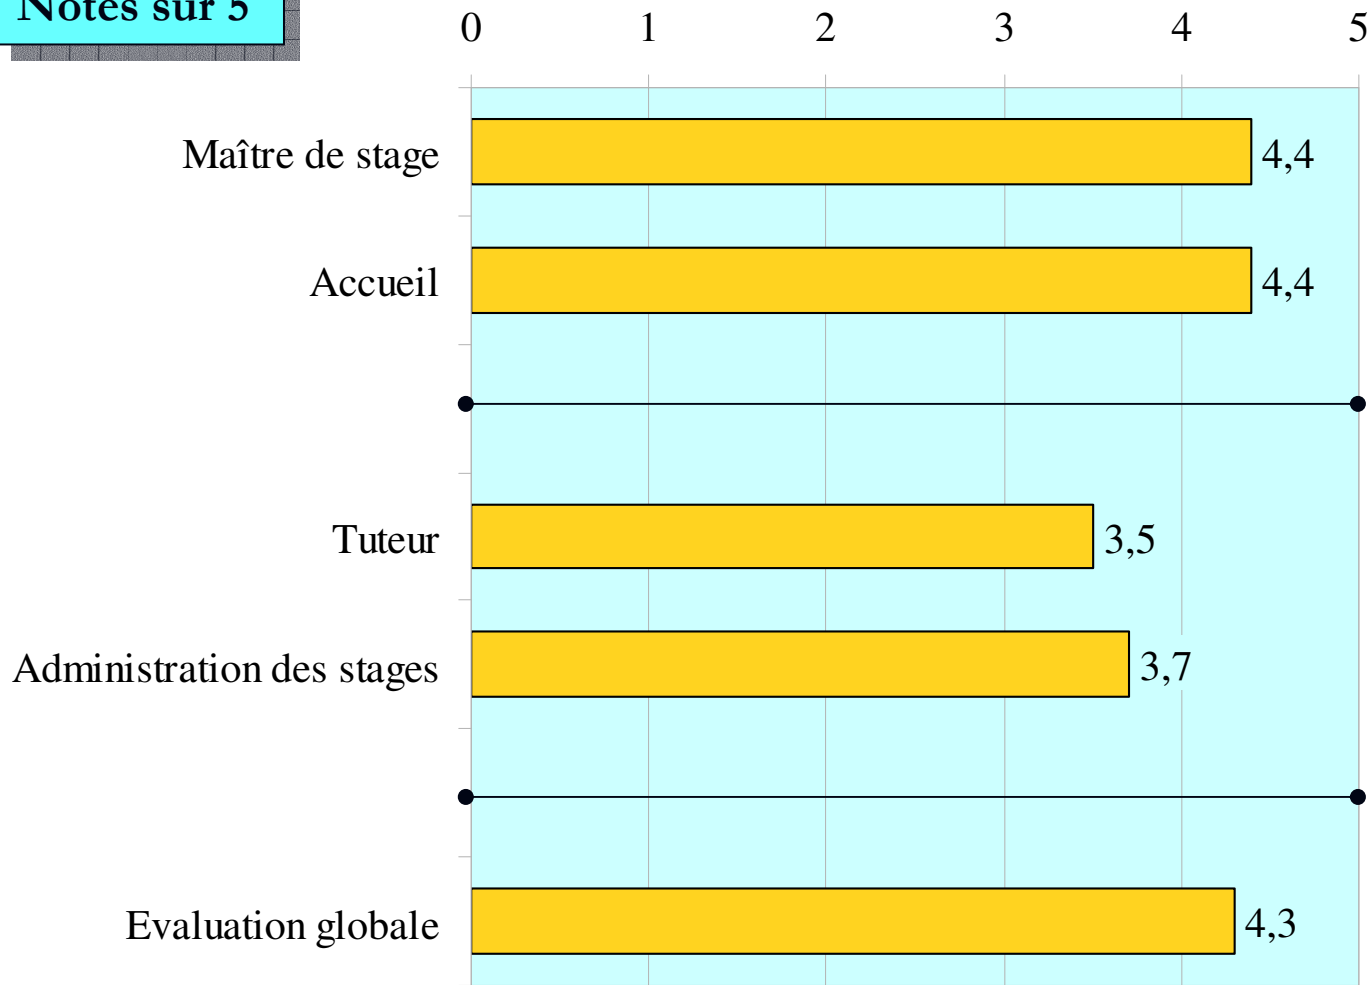 Notes sur 5
0 1 2 3 4 5
Maître de stage 4,4
Accueil 4,4
Tuteur 3,5
Administration des stages 3,7
Evaluation globale 4,3